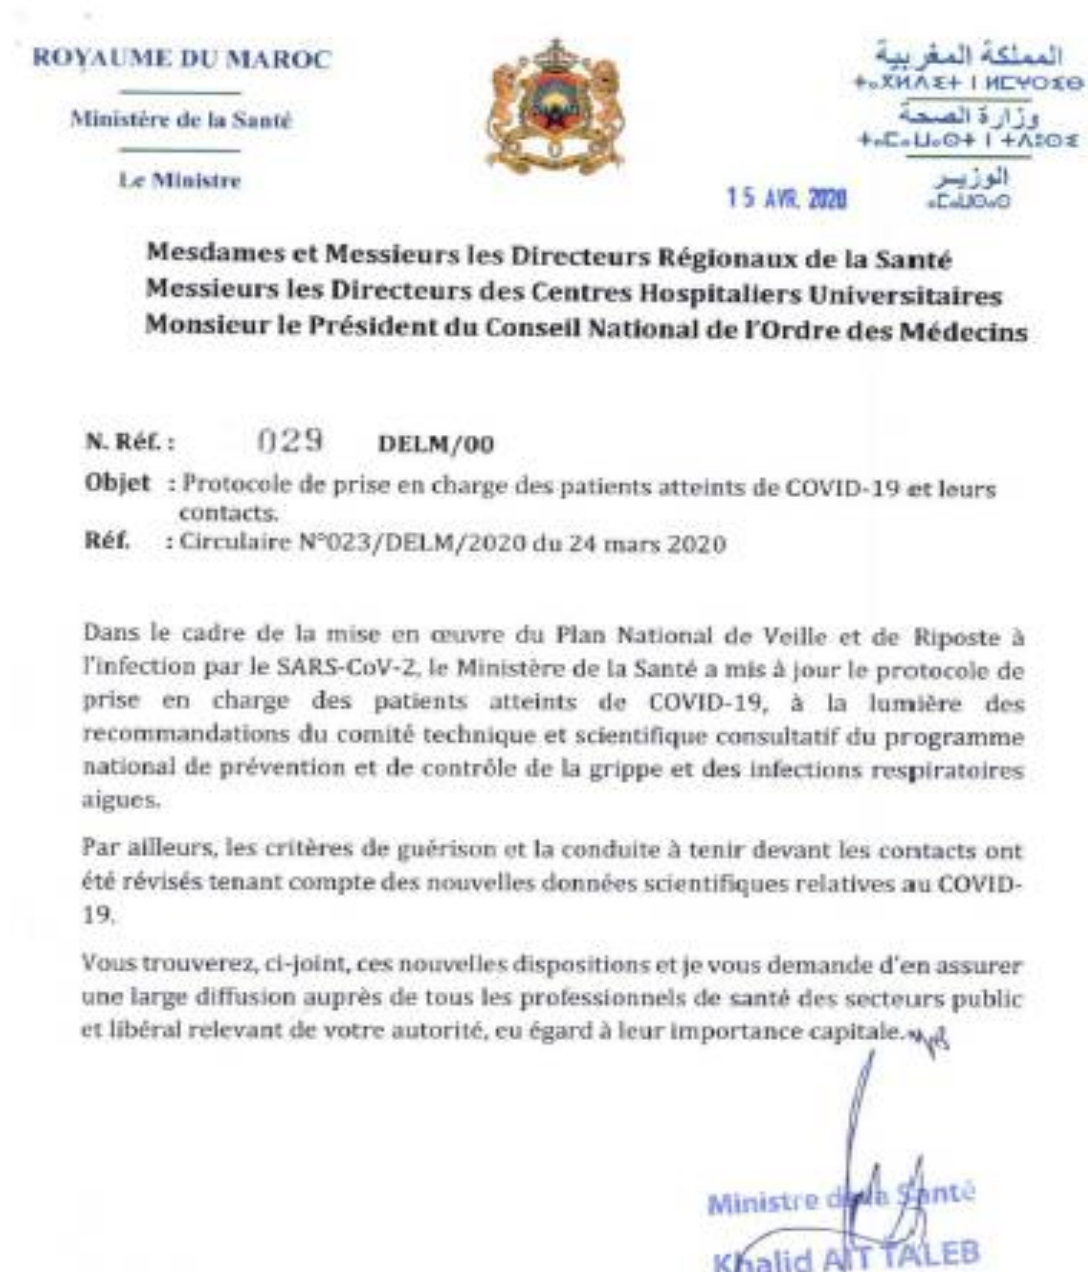 ROYAUME DU MAROC
Ministère de la Santé
Le Ministre
المملكة المغربية
ⵜⴰⴳⵍⴷⵉⵜ ⵏ ⵍⵎⵖⵔⵉⴱ
وزارة الصحة
ⵜⴰⵎⴰⵡⴰⵙⵜ ⵏ ⵜⴷⵓⵙⵉ
الوزيـر
ⴰⵎⴰⵡⵙⴰⵙ
15 AVR. 2020
Mesdames et Messieurs les Directeurs Régionaux de la Santé
Messieurs les Directeurs des Centres Hospitaliers Universitaires
Monsieur le Président du Conseil National de l'Ordre des Médecins
N. Réf. : 029 DELM/00
Objet : Protocole de prise en charge des patients atteints de COVID-19 et leurs
contacts.
Réf. : Circulaire N°023/DELM/2020 du 24 mars 2020
Dans le cadre de la mise en œuvre du Plan National de Veille et de Riposte à
l'infection par le SARS-CoV-2, le Ministère de la Santé a mis à jour le protocole de
prise en charge des patients atteints de COVID-19, à la lumière des
recommandations du comité technique et scientifique consultatif du programme
national de prévention et de contrôle de la grippe et des infections respiratoires
aigues.
Par ailleurs, les critères de guérison et la conduite à tenir devant les contacts ont
été révisés tenant compte des nouvelles données scientifiques relatives au COVID-
19.
Vous trouverez, ci-joint, ces nouvelles dispositions et je vous demande d'en assurer
une large diffusion auprès de tous les professionnels de santé des secteurs public
et libéral relevant de votre autorité, eu égard à leur importance capitale.
Ministre de la Santé
Khalid AIT TALEB